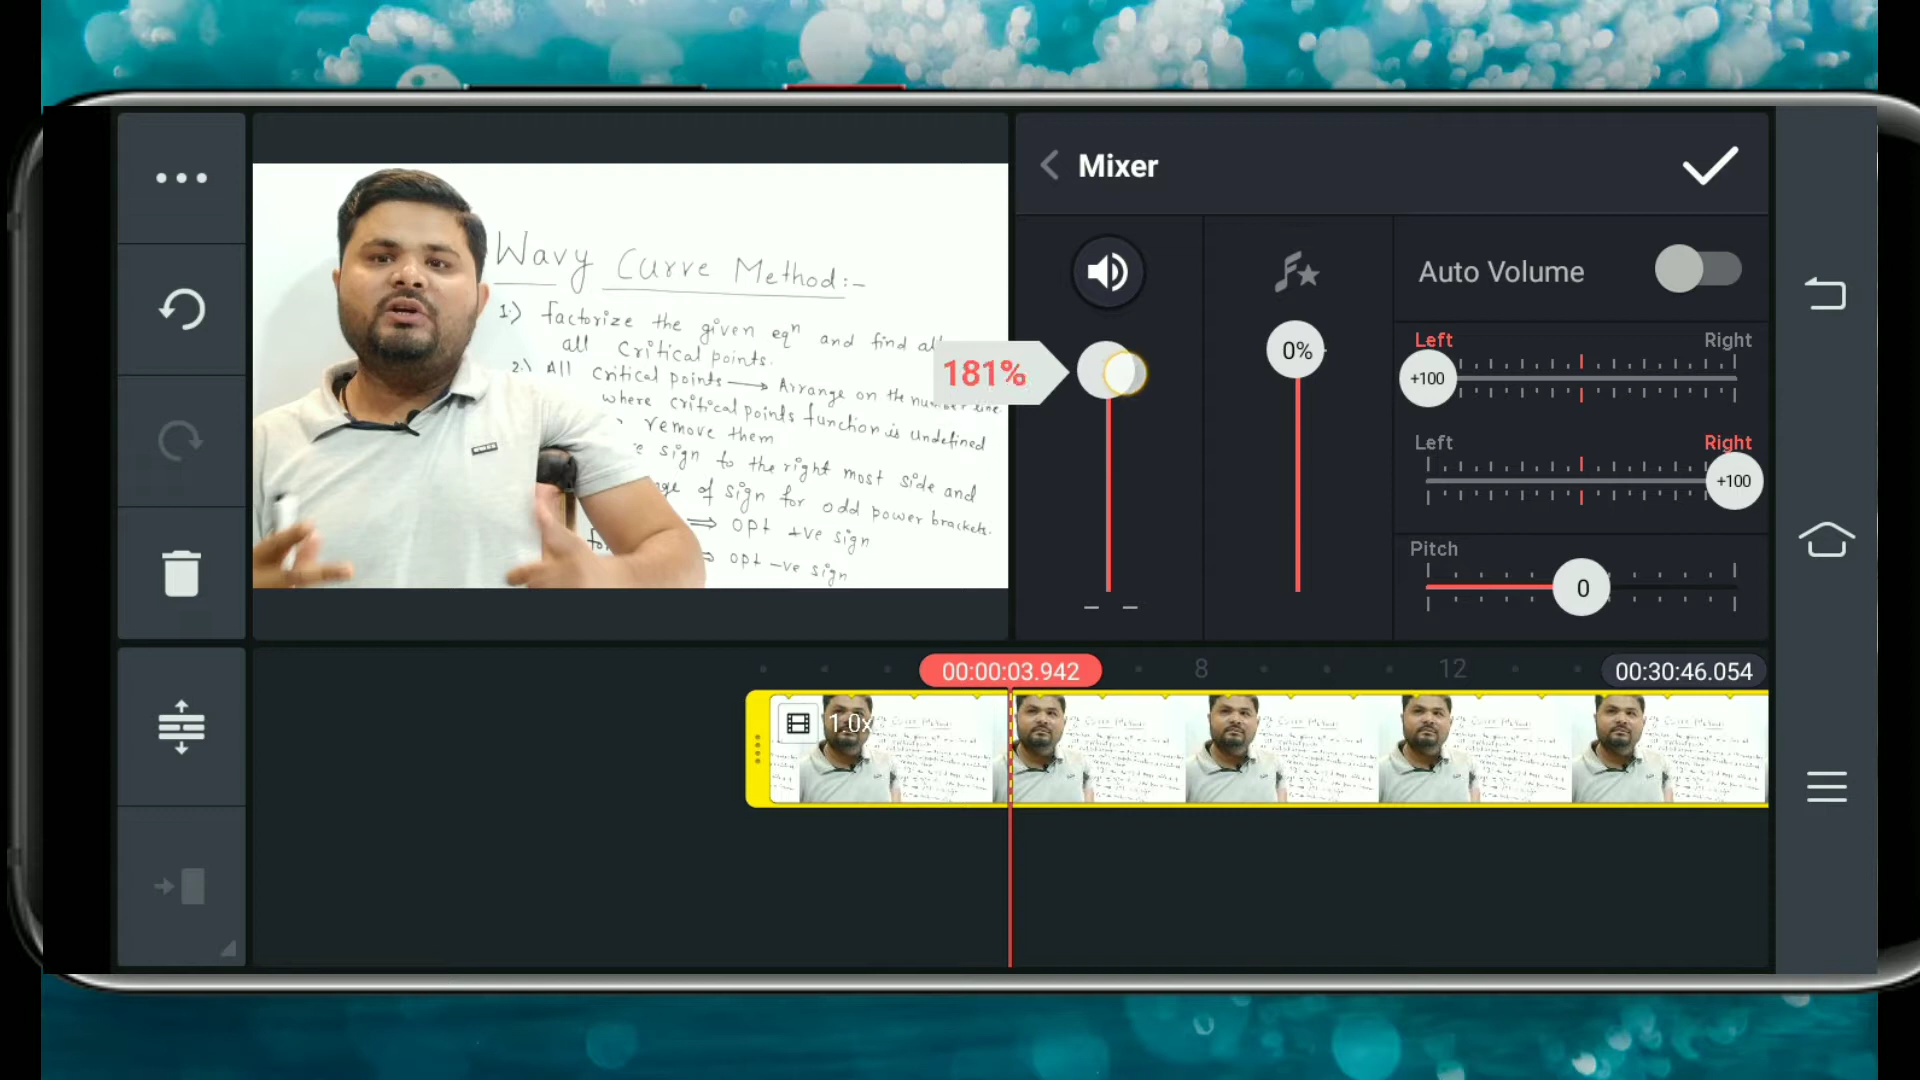 Mixer
Wavy Curve Method:-
1.) factorize the given eqⁿ and find all
all critical points.
2.) All critical points → Arrange on the number line.
where critical points function is undefined
remove them
sign to the right most side and
of sign for odd power brackets.
⇒ opt +ve sign
for
⇒ opt -ve sign
181%
0%
Auto Volume
Left Right
+100
Left Right
+100
Pitch
0
00:00:03.942
8
12
00:30:46.054
1.0x